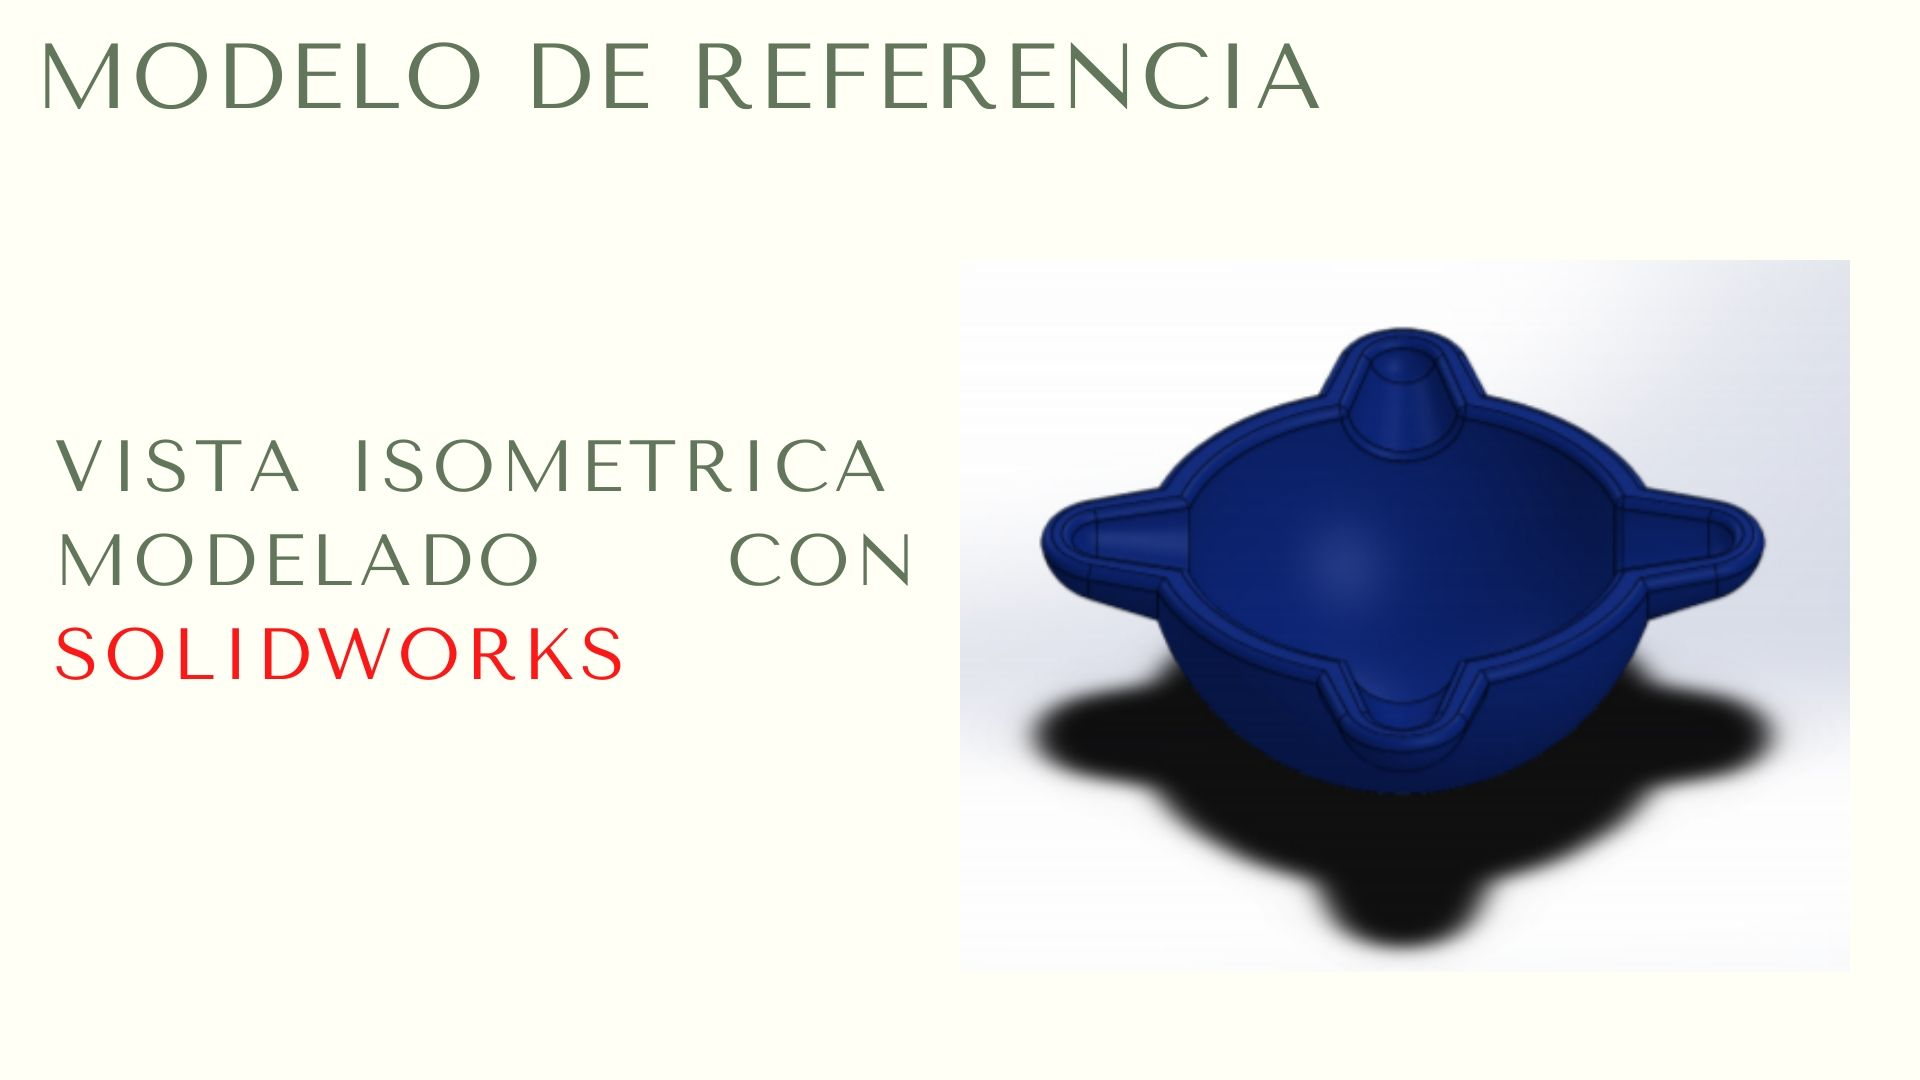 MODELO DE REFERENCIA
VISTA ISOMETRICA
MODELADO CON
SOLIDWORKS